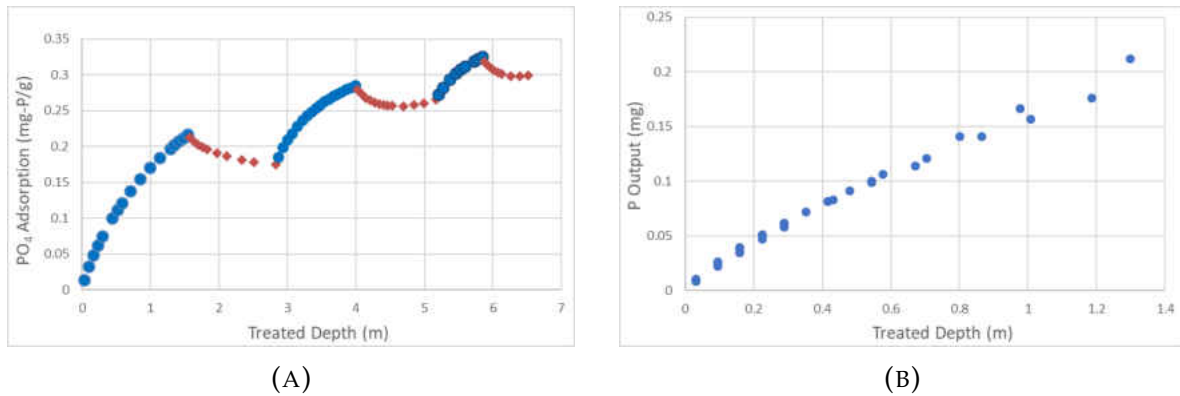 0.35
0.3
0.25
0.2
0.15
0.1
0.05
0
PO₄ Adsorption (mg-P/g)
0 1 2 3 4 5 6 7
Treated Depth (m)
(A)
0.25
0.2
0.15
0.1
0.05
0
P Output (mg)
0 0.2 0.4 0.6 0.8 1 1.2 1.4
Treated Depth (m)
(B)